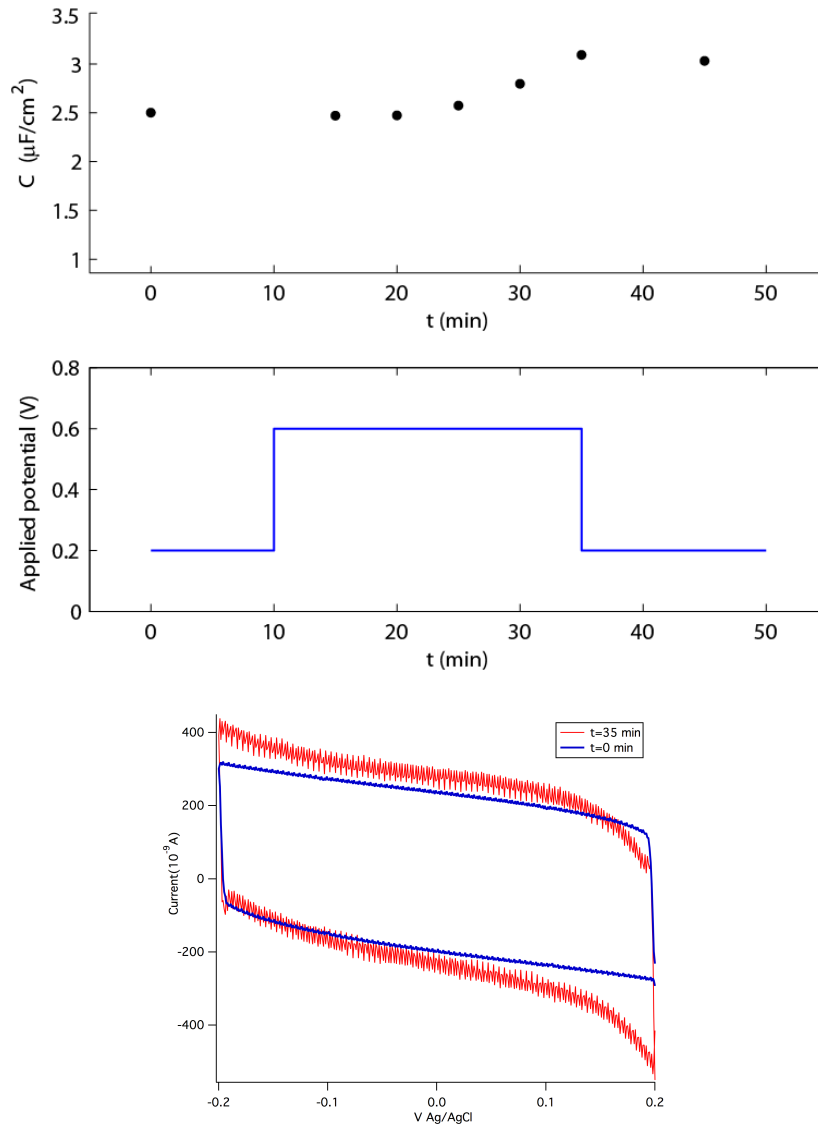 3.5
3
2.5
2
1.5
1
C (μF/cm²)
0 10 20 30 40 50
t (min)
0.8
0.6
0.4
0.2
0
Applied potential (V)
0 10 20 30 40 50
t (min)
400
200
0
-200
-400
Current(10⁻⁹A)
t=35 min
t=0 min
-0.2 -0.1 0.0 0.1 0.2
V Ag/AgCl